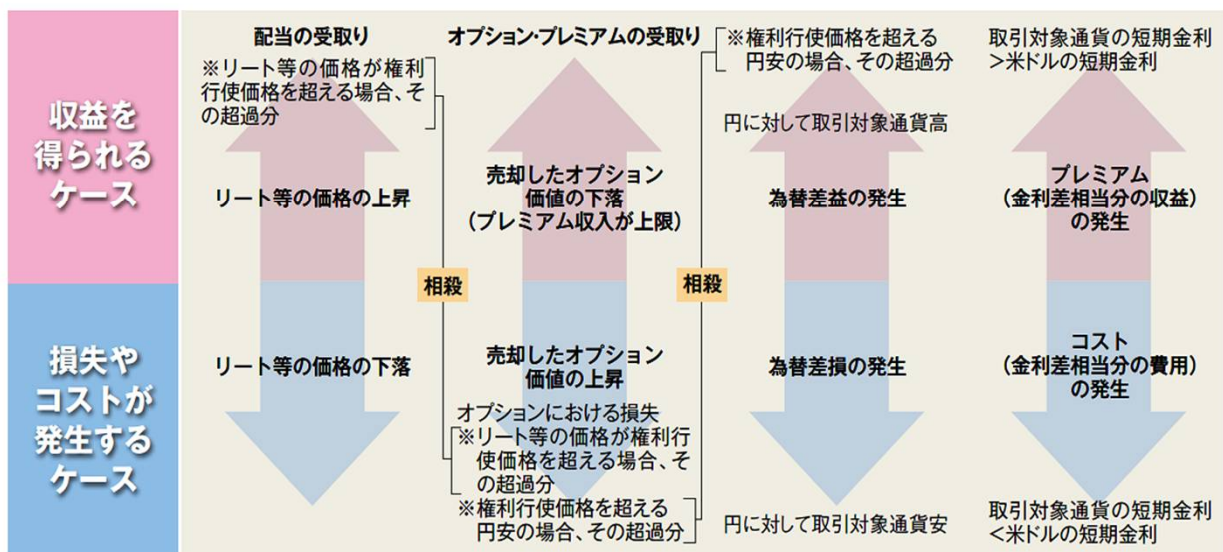 収益を
得られる
ケース
配当の受取り
※リート等の価格が権利
行使価格を超える場合、そ
の超過分
リート等の価格の上昇
オプション・プレミアムの受取り
売却したオプション
価値の下落
（プレミアム収入が上限）
※権利行使価格を超える
円安の場合、その超過分
円に対して取引対象通貨高
為替差益の発生
取引対象通貨の短期金利
＞米ドルの短期金利
プレミアム
（金利差相当分の収益）
の発生
相殺
相殺
損失や
コストが
発生する
ケース
リート等の価格の下落
売却したオプション
価値の上昇
オプションにおける損失
※リート等の価格が権利行
使価格を超える場合、そ
の超過分
※権利行使価格を超える
円安の場合、その超過分
為替差損の発生
円に対して取引対象通貨安
コスト
（金利差相当分の費用）
の発生
取引対象通貨の短期金利
＜米ドルの短期金利